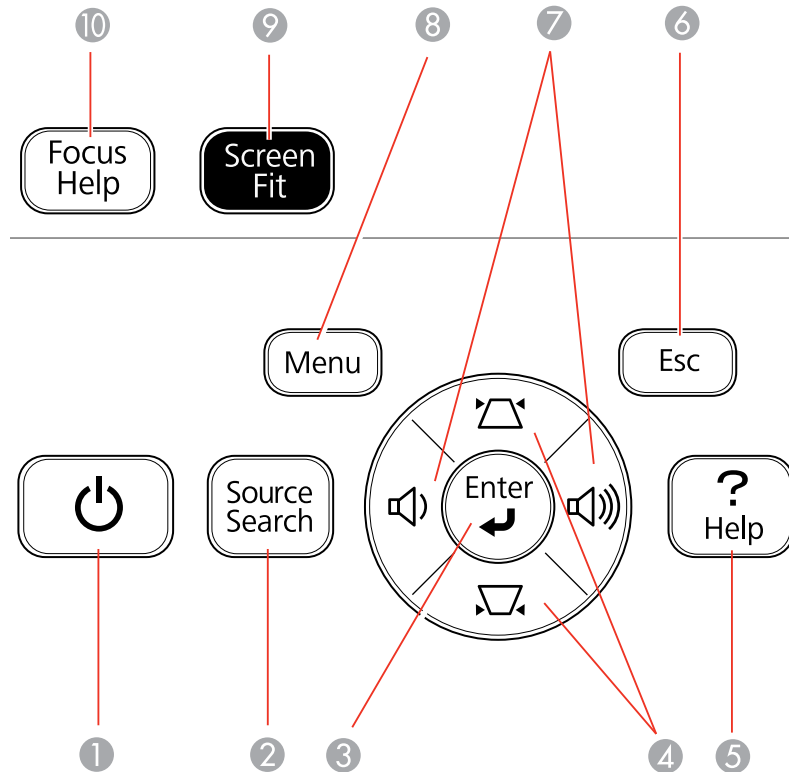 10 9 8 7 6
Focus
Help
Screen
Fit
Menu
Esc
Source
Search
Enter
?
Help
1 2 3 4 5